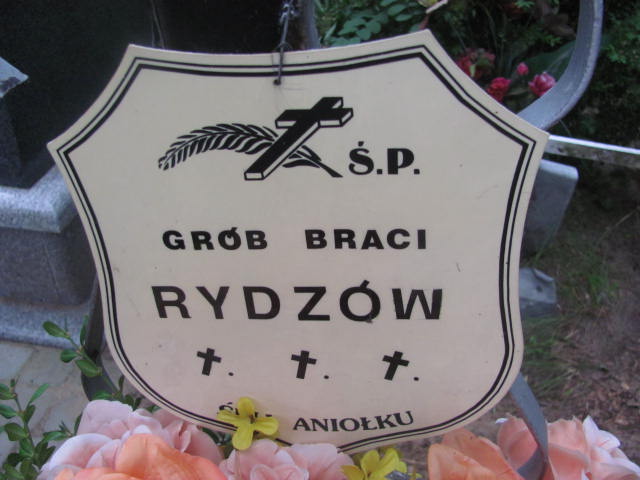 Ś.P.
GRÓB BRACI
RYDZÓW
†. †. †.
ANIOŁKU